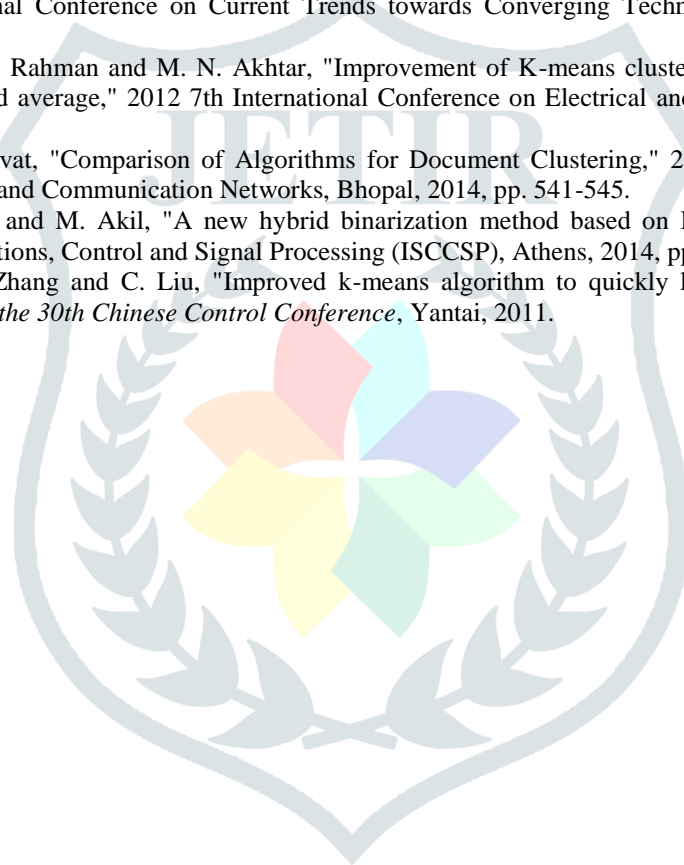 nal Conference on Current Trends towards Converging Techn
Rahman and M. N. Akhtar, "Improvement of K-means cluste
d average," 2012 7th International Conference on Electrical and
JETIR
vat, "Comparison of Algorithms for Document Clustering," 2
and Communication Networks, Bhopal, 2014, pp. 541-545.
and M. Akil, "A new hybrid binarization method based on
tions, Control and Signal Processing (ISCCSP), Athens, 2014, pp
Zhang and C. Liu, "Improved k-means algorithm to quickly l
the 30th Chinese Control Conference, Yantai, 2011.